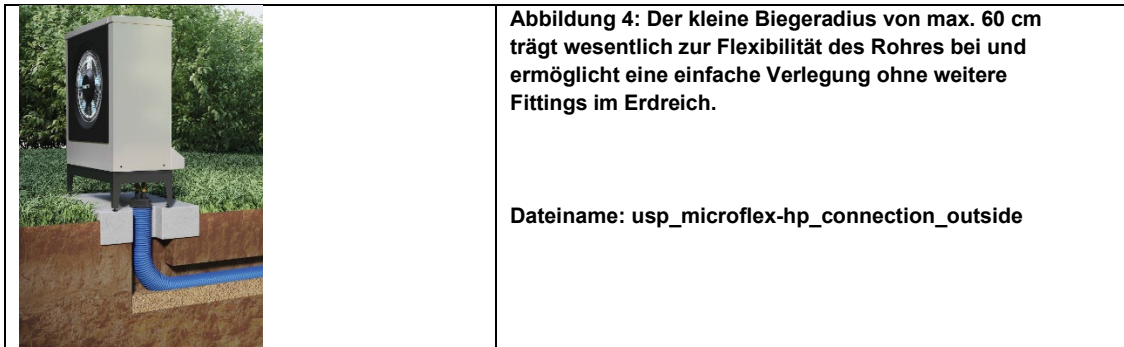 Abbildung 4: Der kleine Biegeradius von max. 60 cm
trägt wesentlich zur Flexibilität des Rohres bei und
ermöglicht eine einfache Verlegung ohne weitere
Fittings im Erdreich.
Dateiname: usp_microflex-hp_connection_outside